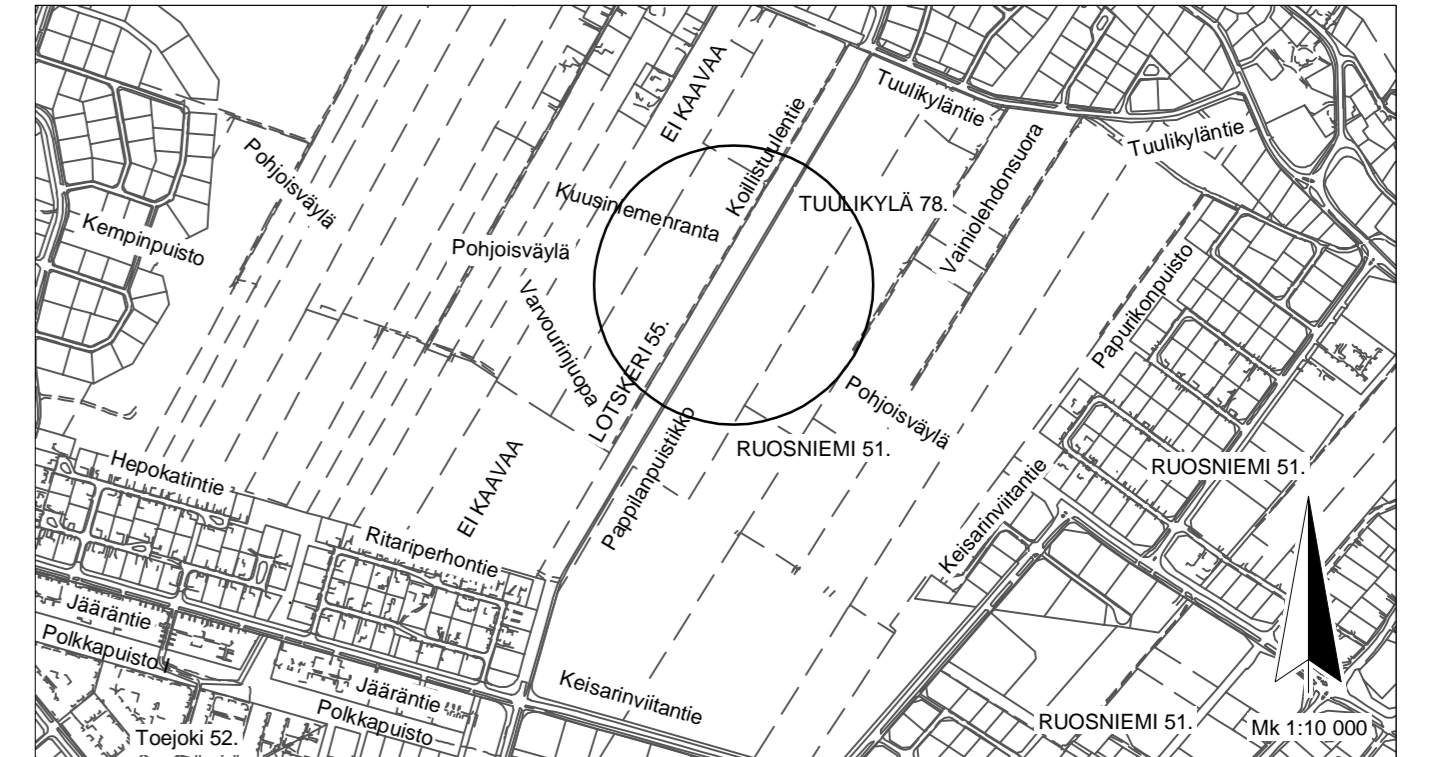 EI KAAVAA
Tuulikyläntie
Tuulikyläntie
Koillistuulentie
Vainiolehdonsuora
Pohjoisväylä
Kuusiniemenranta
TUULIKYLÄ 78.
Kempinpuisto
Pohjoisväylä
Papurikonpuisto
Varvourinjuopa
LOTSKERI 55.
Pohjoisväylä
Pappilanpuistikko
RUOSNIEMI 51.
RUOSNIEMI 51.
Hepokatintie
EI KAAVAA
Keisarinviitantie
Ritariperhontie
Jääräntie
Polkkapuisto I
Jääräntie
Keisarinviitantie
Polkkapuisto
Toejoki 52.
RUOSNIEMI 51.
Mk 1:10 000